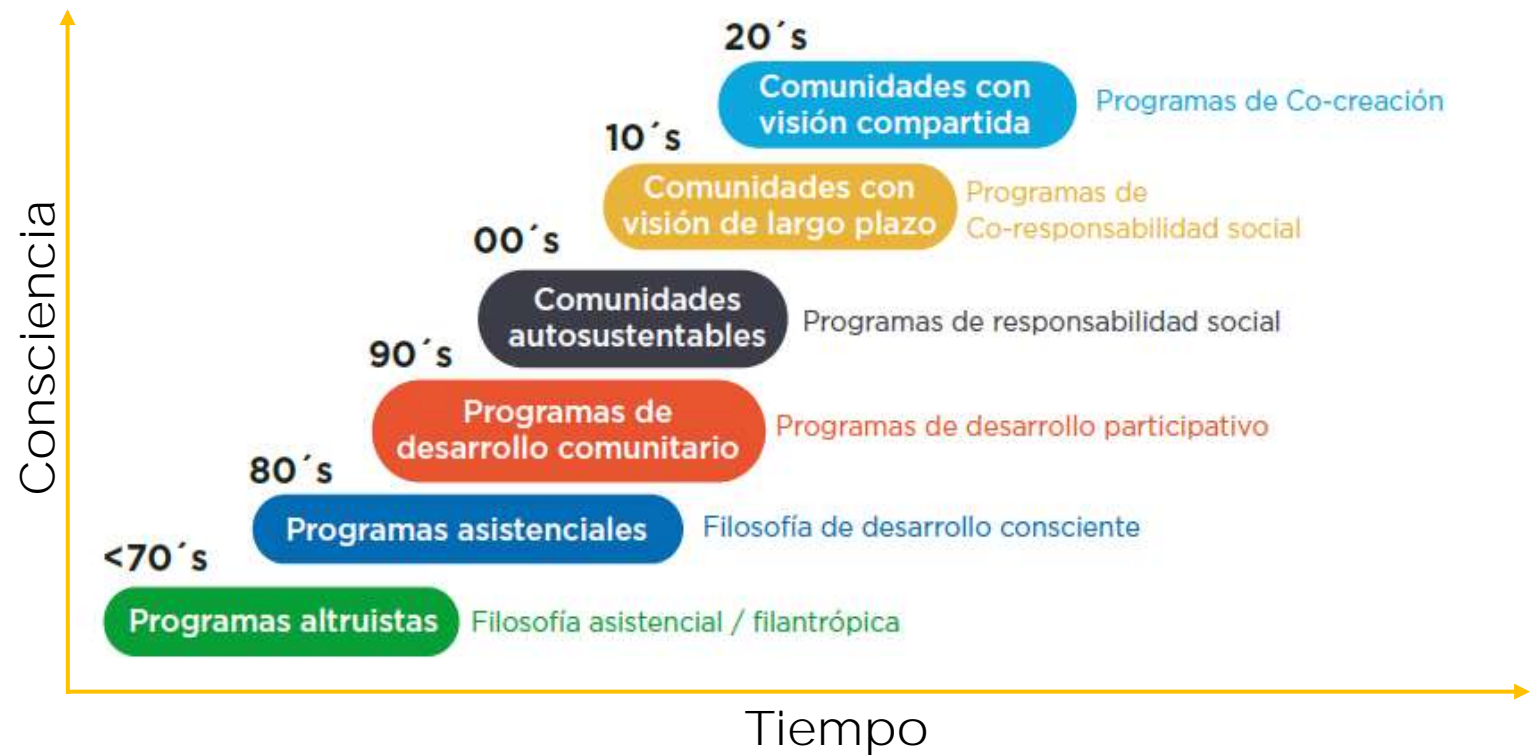 20´s
Comunidades con
visión compartida
Programas de Co-creación
10´s
Comunidades con
visión de largo plazo
Programas de
Co-responsabilidad social
00´s
Comunidades
autosustentables
Programas de responsabilidad social
90´s
Programas de
desarrollo comunitario
Programas de desarrollo participativo
80´s
Programas asistenciales
Filosofía de desarrollo consciente
<70´s
Programas altruistas
Filosofía asistencial / filantrópica
Consciencia
Tiempo